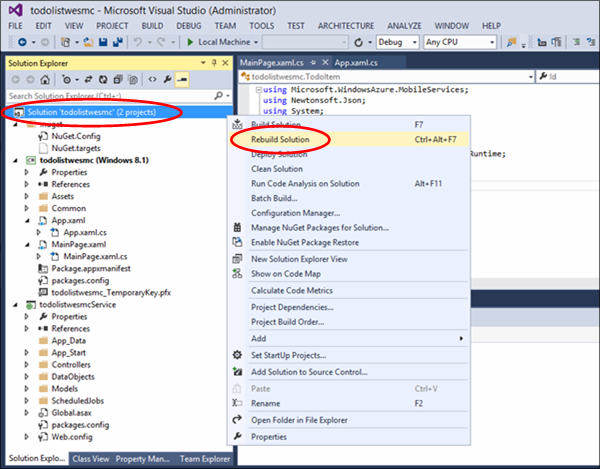 todolistwesmc - Microsoft Visual Studio (Administrator)
FILE EDIT VIEW PROJECT BUILD DEBUG TEAM TOOLS TEST ARCHITECTURE ANALYZE WINDOW HELP
Local Machine Debug Any CPU
Solution Explorer
Search Solution Explorer (Ctrl+;)
Solution 'todolistwesmc' (2 projects)
NuGet.Config
NuGet.targets
todolistwesmc (Windows 8.1)
Properties
References
Assets
Common
App.xaml
App.xaml.cs
MainPage.xaml
MainPage.xaml.cs
Package.appxmanifest
packages.config
todolistwesmc_TemporaryKey.pfx
todolistwesmcService
Properties
References
App_Data
App_Start
Controllers
DataObjects
Models
ScheduledJobs
Global.asax
packages.config
Web.config
Solution Explo... Class View Property Man... Team Explorer
MainPage.xaml.cs App.xaml.cs
todolistwesmc.TodoItem Id
using Microsoft.WindowsAzure.MobileServices;
using Newtonsoft.Json;
using System;
Runtime;
Build Solution F7
Rebuild Solution Ctrl+Alt+F7
Deploy Solution
Clean Solution
Run Code Analysis on Solution Alt+F11
Batch Build...
Configuration Manager...
Manage NuGet Packages for Solution...
Enable NuGet Package Restore
New Solution Explorer View
Show on Code Map
Calculate Code Metrics
Project Dependencies...
Project Build Order...
Add
Set StartUp Projects...
Add Solution to Source Control...
Paste Ctrl+V
Rename F2
Open Folder in File Explorer
Properties